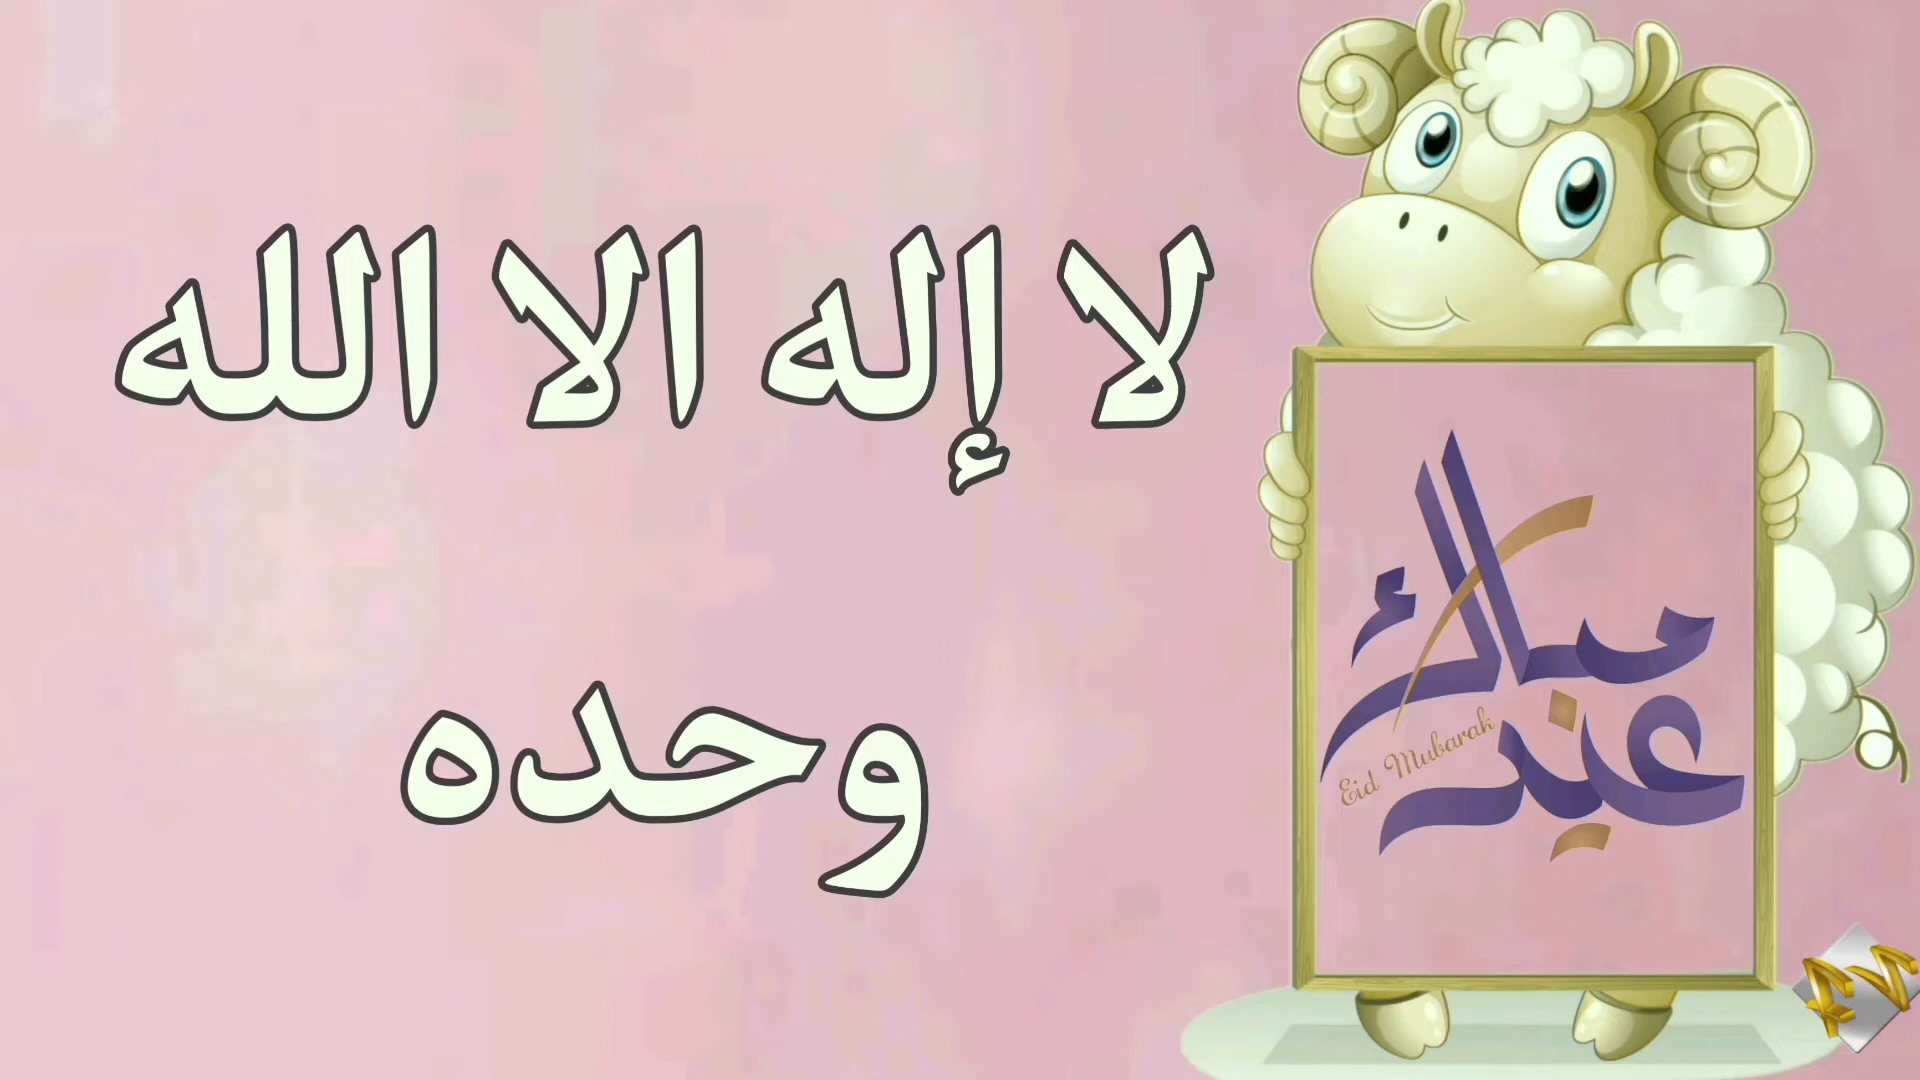 لا إله الا الله
وحده
عيد
مبارك
Eid Mubarak